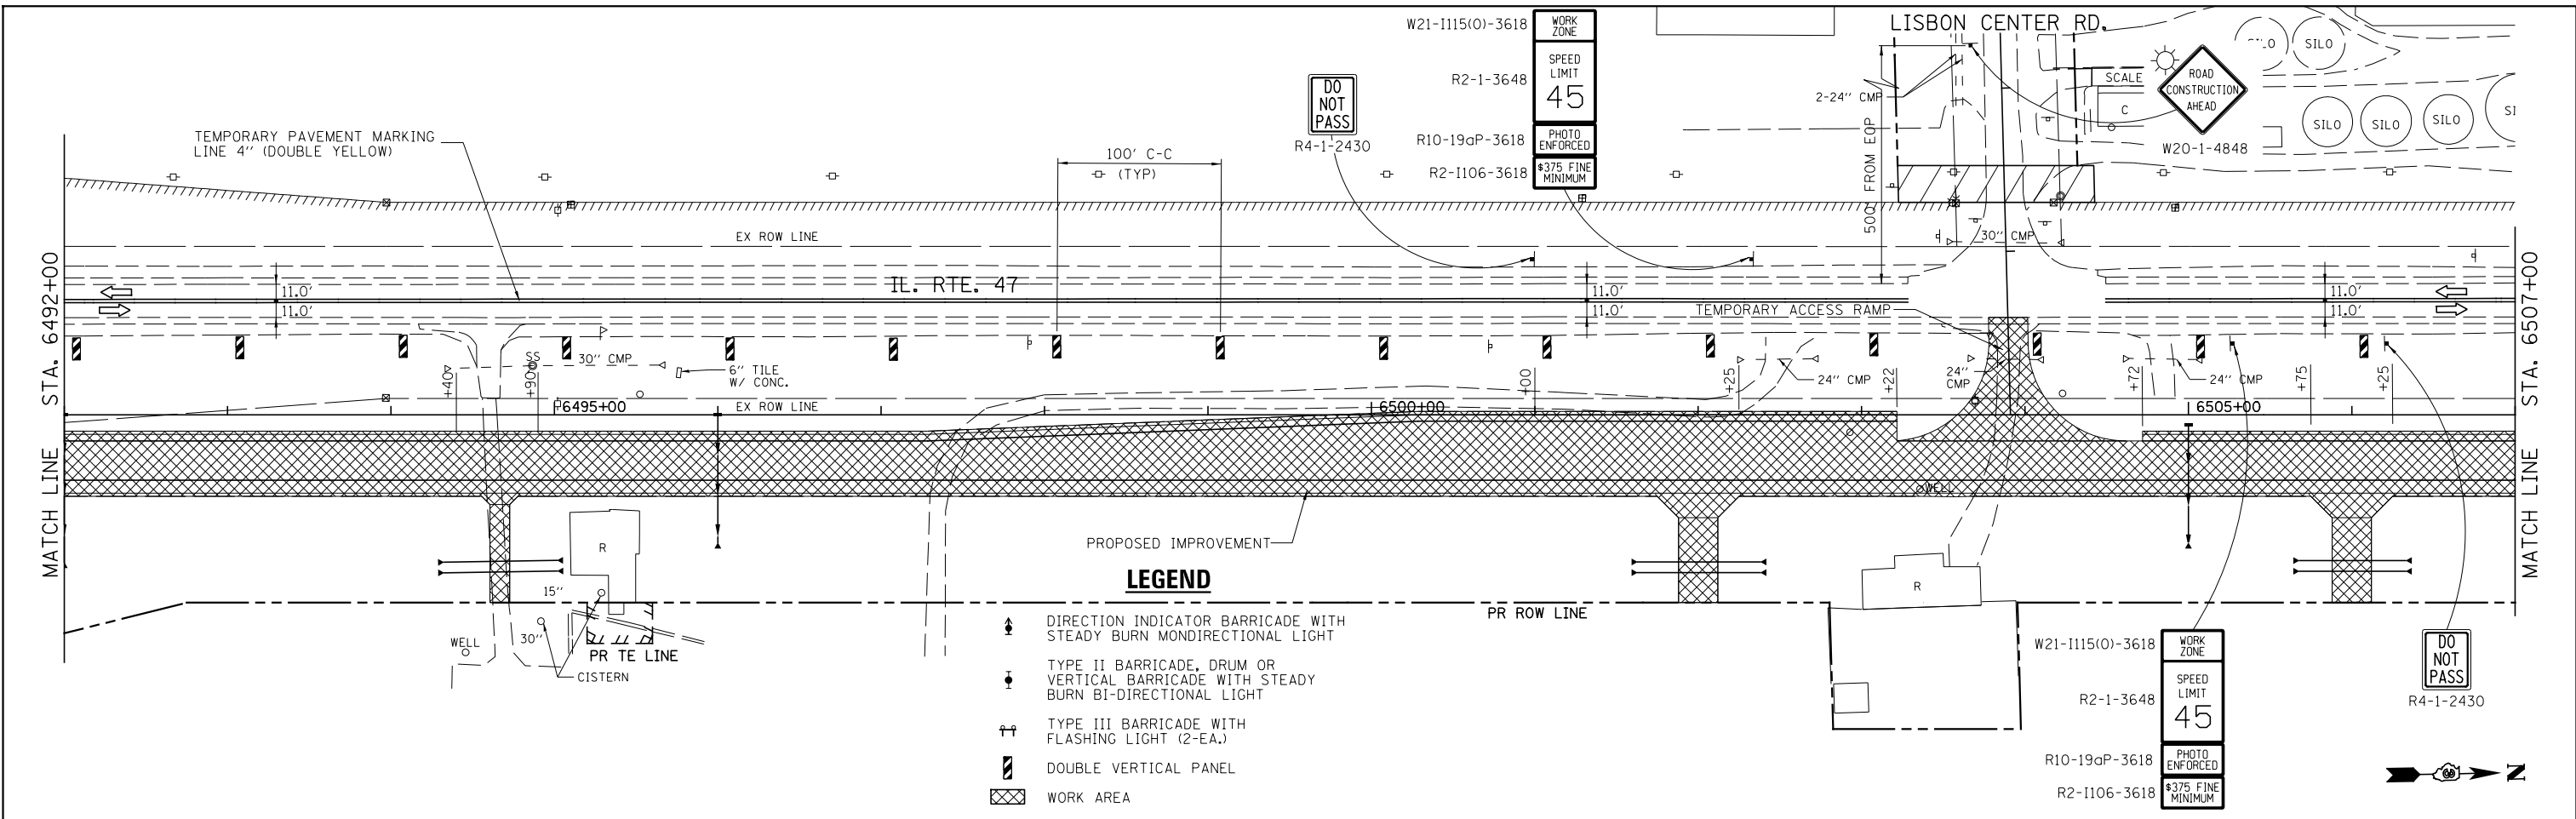 W21-I115(O)-3618
WORK
ZONE
R2-1-3648
SPEED
LIMIT
45
R10-19aP-3618
PHOTO
ENFORCED
R2-I106-3618
$375 FINE
MINIMUM
DO
NOT
PASS
R4-1-2430
LISBON CENTER RD.
SILO
SILO
SCALE
C
ROAD
CONSTRUCTION
AHEAD
W20-1-4848
SILO
SILO
SILO
2-24" CMP
500' FROM EOP
TEMPORARY PAVEMENT MARKING
LINE 4" (DOUBLE YELLOW)
100' C-C
(TYP)
EX ROW LINE
30" CMP
MATCH LINE STA. 6492+00
MATCH LINE STA. 6507+00
IL. RTE. 47
11.0'
11.0'
11.0'
11.0'
11.0'
11.0'
TEMPORARY ACCESS RAMP
SS
30" CMP
6" TILE
W/ CONC.
+40
+90
+00
+25
24" CMP
+22
24"
CMP
+72
24" CMP
+75
+25
6495+00
EX ROW LINE
6500+00
6505+00
WELL
PROPOSED IMPROVEMENT
R
15"
30"
WELL
CISTERN
PR TE LINE
PR ROW LINE
R
LEGEND
DIRECTION INDICATOR BARRICADE WITH
STEADY BURN MONDIRECTIONAL LIGHT
TYPE II BARRICADE, DRUM OR
VERTICAL BARRICADE WITH STEADY
BURN BI-DIRECTIONAL LIGHT
TYPE III BARRICADE WITH
FLASHING LIGHT (2-EA.)
DOUBLE VERTICAL PANEL
WORK AREA
W21-I115(O)-3618
WORK
ZONE
R2-1-3648
SPEED
LIMIT
45
R10-19aP-3618
PHOTO
ENFORCED
R2-I106-3618
$375 FINE
MINIMUM
DO
NOT
PASS
R4-1-2430
N